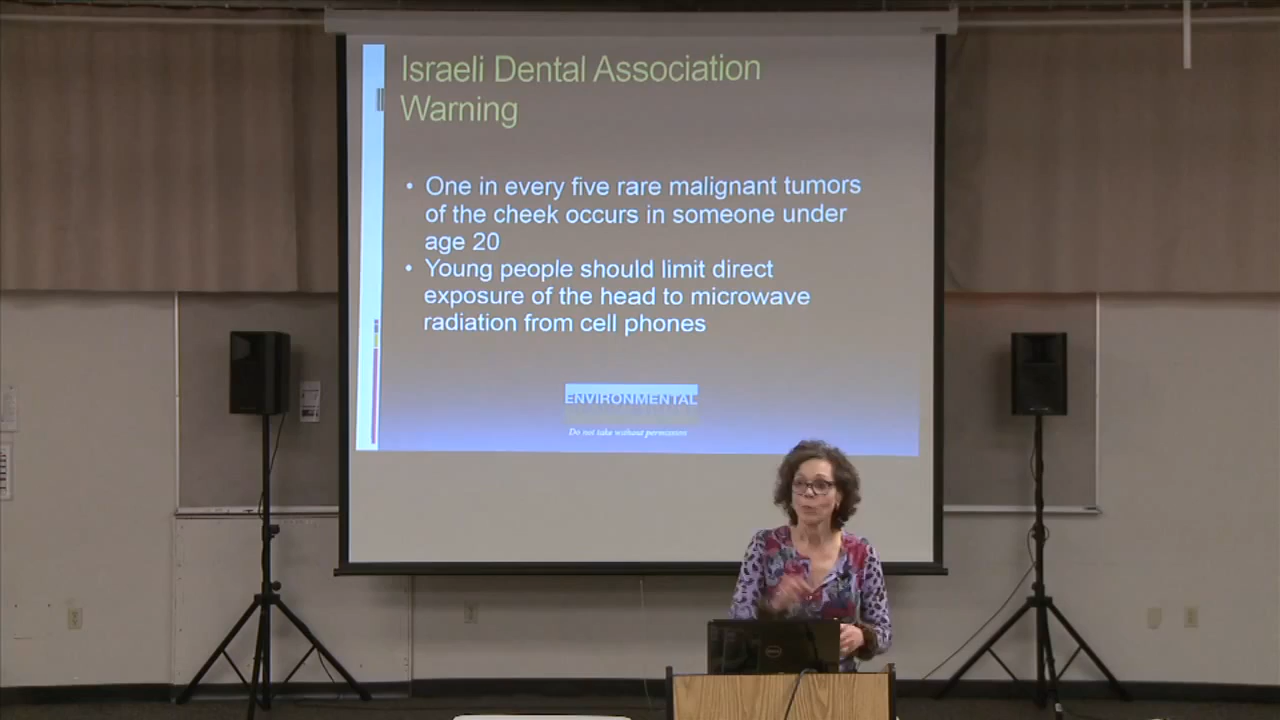 Israeli Dental Association
Warning
• One in every five rare malignant tumors
of the cheek occurs in someone under
age 20
• Young people should limit direct
exposure of the head to microwave
radiation from cell phones
ENVIRONMENTAL
Do not take without permission
DELL